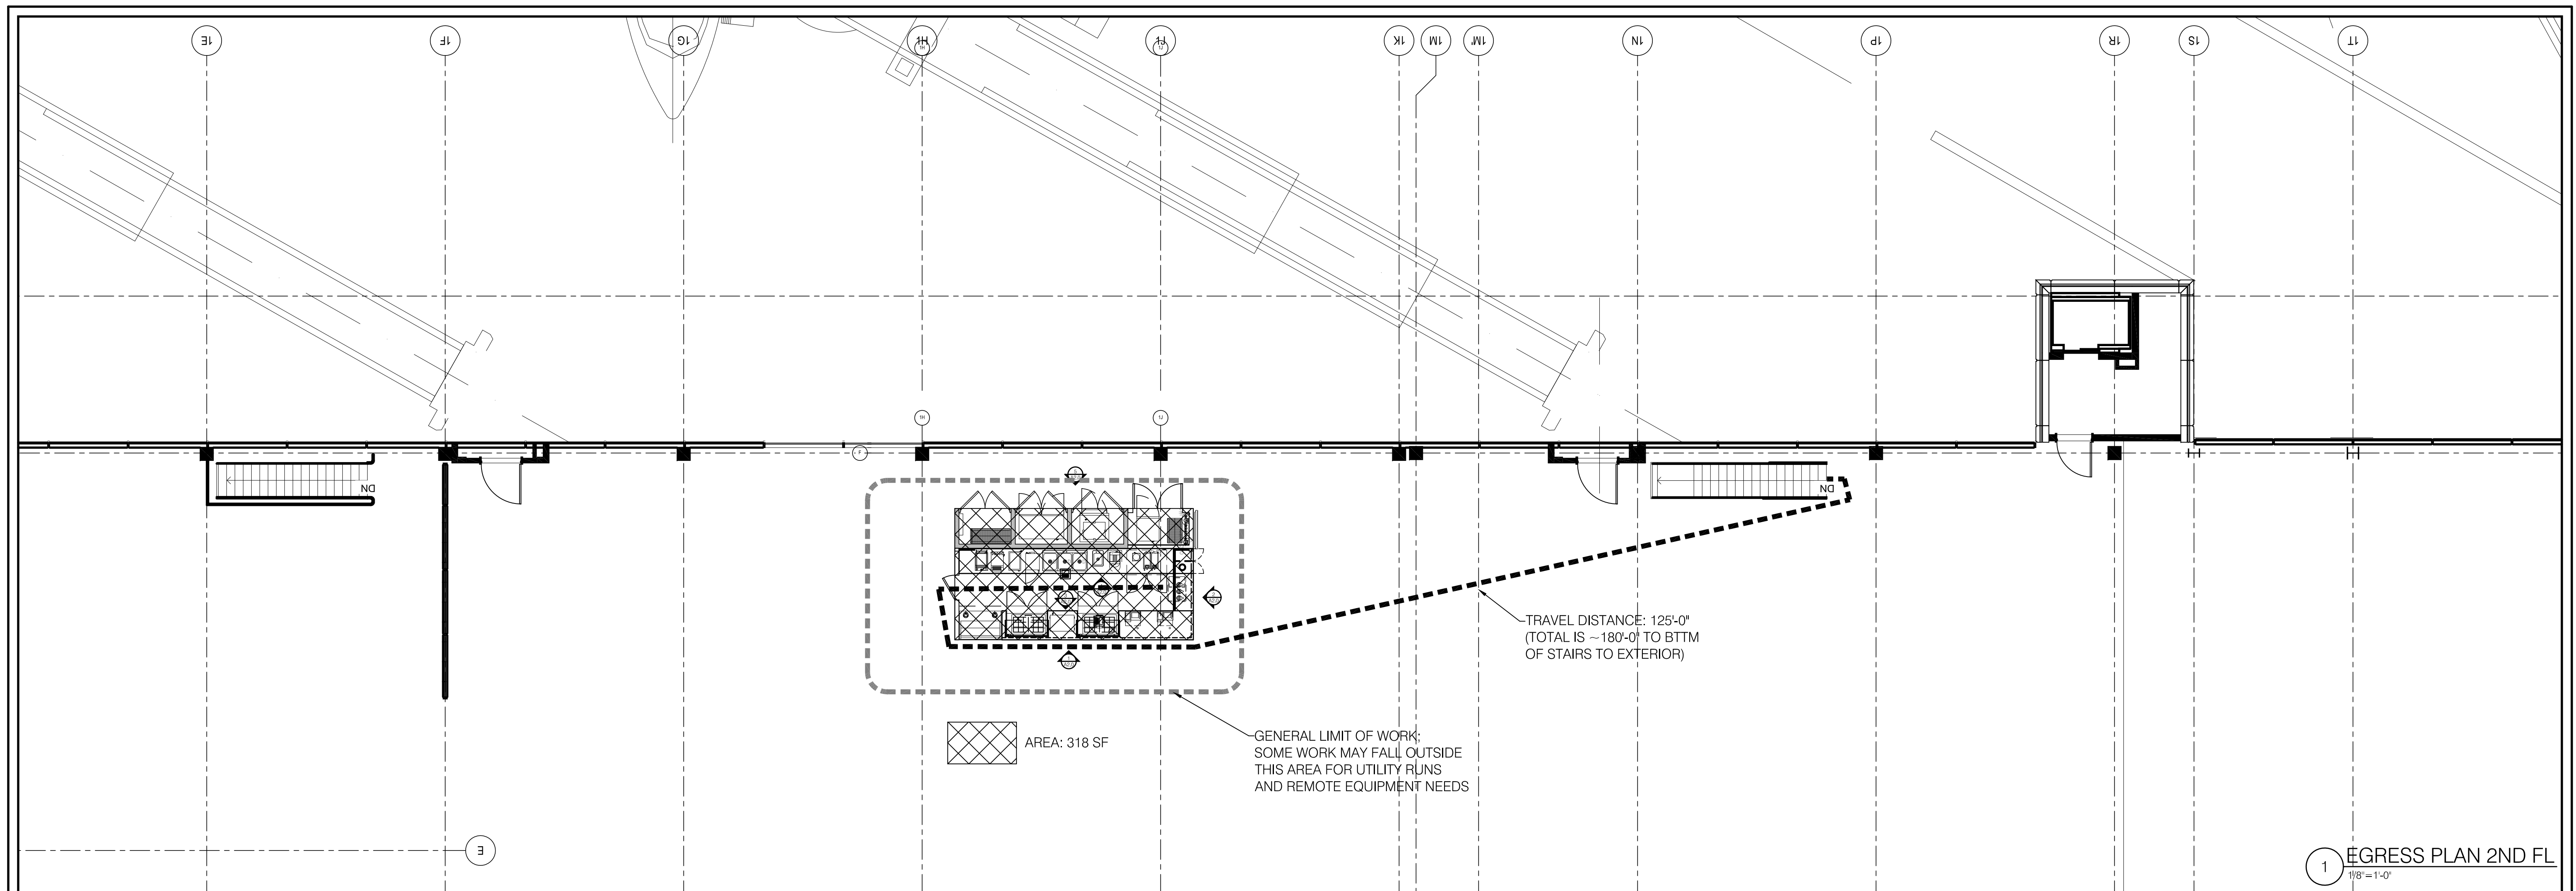 1E
1F
1G
1H
1J
1K
1M
1M'
1N
1P
1R
1S
1T
DN
DN
TRAVEL DISTANCE: 125'-0"
(TOTAL IS ~180'-0" TO BTTM
OF STAIRS TO EXTERIOR)
AREA: 318 SF
GENERAL LIMIT OF WORK;
SOME WORK MAY FALL OUTSIDE
THIS AREA FOR UTILITY RUNS
AND REMOTE EQUIPMENT NEEDS
E
1 EGRESS PLAN 2ND FL
1/8"=1'-0"